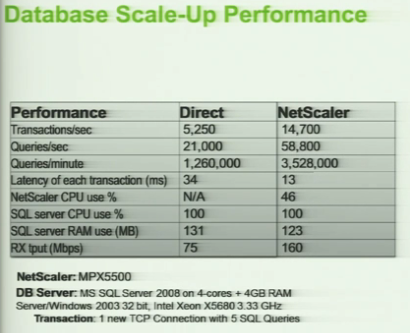 Database Scale-Up Performance
Performance Direct NetScaler
Transactions/sec 5,250 14,700
Queries/sec 21,000 58,800
Queries/minute 1,260,000 3,528,000
Latency of each transaction (ms) 34 13
NetScaler CPU use % N/A 46
SQL server CPU use % 100 100
SQL server RAM use (MB) 131 123
RX tput (Mbps) 75 160
NetScaler: MPX5500
DB Server: MS SQL Server 2008 on 4-cores + 4GB RAM
Server/Windows 2003 32 bit, Intel Xeon X5680 3.33 GHz
Transaction: 1 new TCP Connection with 5 SQL Queries